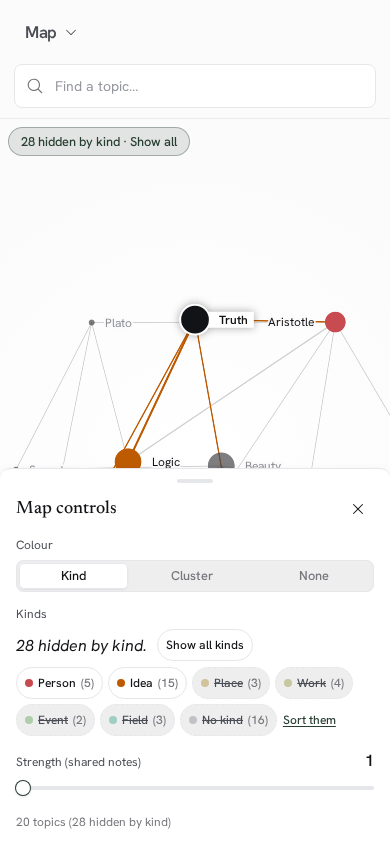 Map
Find a topic...
28 hidden by kind · Show all
Plato
Truth
Aristotle
Logic
Beauty
Map controls
Colour
Kind
Cluster
None
Kinds
28 hidden by kind.
Show all kinds
Person (5)
Idea (15)
Place (3)
Work (4)
Event (2)
Field (3)
No kind (16)
Sort them
Strength (shared notes)
1
20 topics (28 hidden by kind)